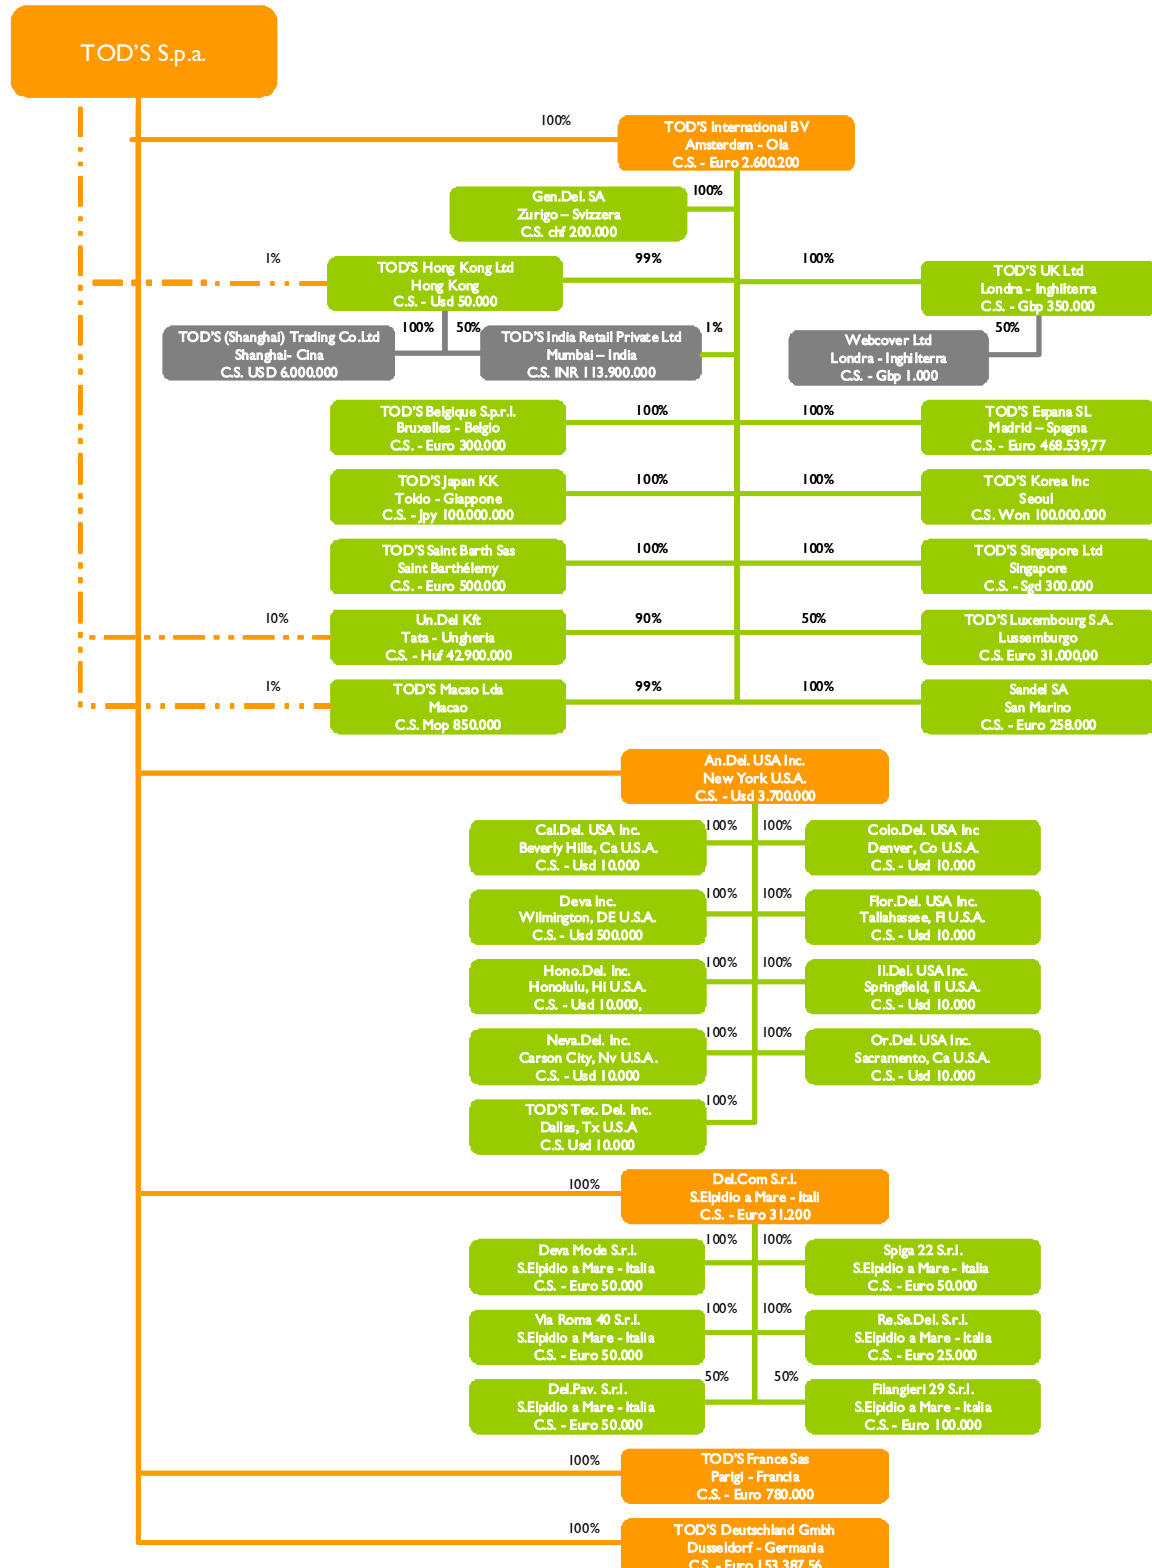 TOD'S S.p.a.
100%
TOD'S International BV
Amsterdam - Ola
C.S. - Euro 2.600.200
100%
Gen.Del. SA
Zurigo – Svizzera
C.S. chf 200.000
1%
TOD'S Hong Kong Ltd
Hong Kong
C.S. - Usd 50.000
99%
100%
TOD'S UK Ltd
Londra - Inghilterra
C.S. - Gbp 350.000
TOD'S (Shanghai) Trading Co.Ltd
Shanghai- Cina
C.S. USD 6.000.000
100%
50%
TOD'S India Retail Private Ltd
Mumbai – India
C.S. INR 113.900.000
1%
Webcover Ltd
Londra - Inghilterra
C.S. - Gbp 1.000
50%
TOD'S Belgique S.p.r.l.
Bruxelles - Belgio
C.S. - Euro 300.000
100%
100%
TOD'S Espana SL
Madrid – Spagna
C.S. - Euro 468.539,77
TOD'S Japan KK
Tokio - Giappone
C.S. - Jpy 100.000.000
100%
100%
TOD'S Korea Inc
Seoul
C.S. Won 100.000.000
TOD'S Saint Barth Sas
Saint Barthélemy
C.S. - Euro 500.000
100%
100%
TOD'S Singapore Ltd
Singapore
C.S. - Sgd 300.000
10%
Un.Del Kft
Tata - Ungheria
C.S. - Huf 42.900.000
90%
50%
TOD'S Luxembourg S.A.
Lussemburgo
C.S. Euro 31.000,00
1%
TOD'S Macao Lda
Macao
C.S. Mop 850.000
99%
100%
Sandel SA
San Marino
C.S. - Euro 258.000
An.Del. USA Inc.
New York U.S.A.
C.S. - Usd 3.700.000
Cal.Del. USA Inc.
Beverly Hills, Ca U.S.A.
C.S. - Usd 10.000
100%
100%
Colo.Del. USA Inc
Denver, Co U.S.A.
C.S. - Usd 10.000
Deva Inc.
Wilmington, DE U.S.A.
C.S. - Usd 500.000
100%
100%
Flor.Del. USA Inc.
Tallahassee, Fl U.S.A.
C.S. - Usd 10.000
Hono.Del. Inc.
Honolulu, Hi U.S.A.
C.S. - Usd 10.000,
100%
100%
Il.Del. USA Inc.
Springfield, Il U.S.A.
C.S. - Usd 10.000
Neva.Del. Inc.
Carson City, Nv U.S.A.
C.S. - Usd 10.000
100%
100%
Or.Del. USA Inc.
Sacramento, Ca U.S.A.
C.S. - Usd 10.000
TOD'S Tex. Del. Inc.
Dallas, Tx U.S.A
C.S. Usd 10.000
100%
100%
Del.Com S.r.l.
S.Elpidio a Mare - Itali
C.S. - Euro 31.200
Deva Mode S.r.l.
S.Elpidio a Mare - Italia
C.S. - Euro 50.000
100%
100%
Spiga 22 S.r.l.
S.Elpidio a Mare - Italia
C.S. - Euro 50.000
Via Roma 40 S.r.l.
S.Elpidio a Mare - Italia
C.S. - Euro 50.000
100%
100%
Re.Se.Del. S.r.l.
S.Elpidio a Mare - Italia
C.S. - Euro 25.000
Del.Pav. S.r.l.
S.Elpidio a Mare - Italia
C.S. - Euro 50.000
50%
50%
Filangieri 29 S.r.l.
S.Elpidio a Mare - Italia
C.S. - Euro 100.000
100%
TOD'S France Sas
Parigi - Francia
C.S. - Euro 780.000
100%
TOD'S Deutschland Gmbh
Dusseldorf - Germania
C.S. - Euro 153.387,56